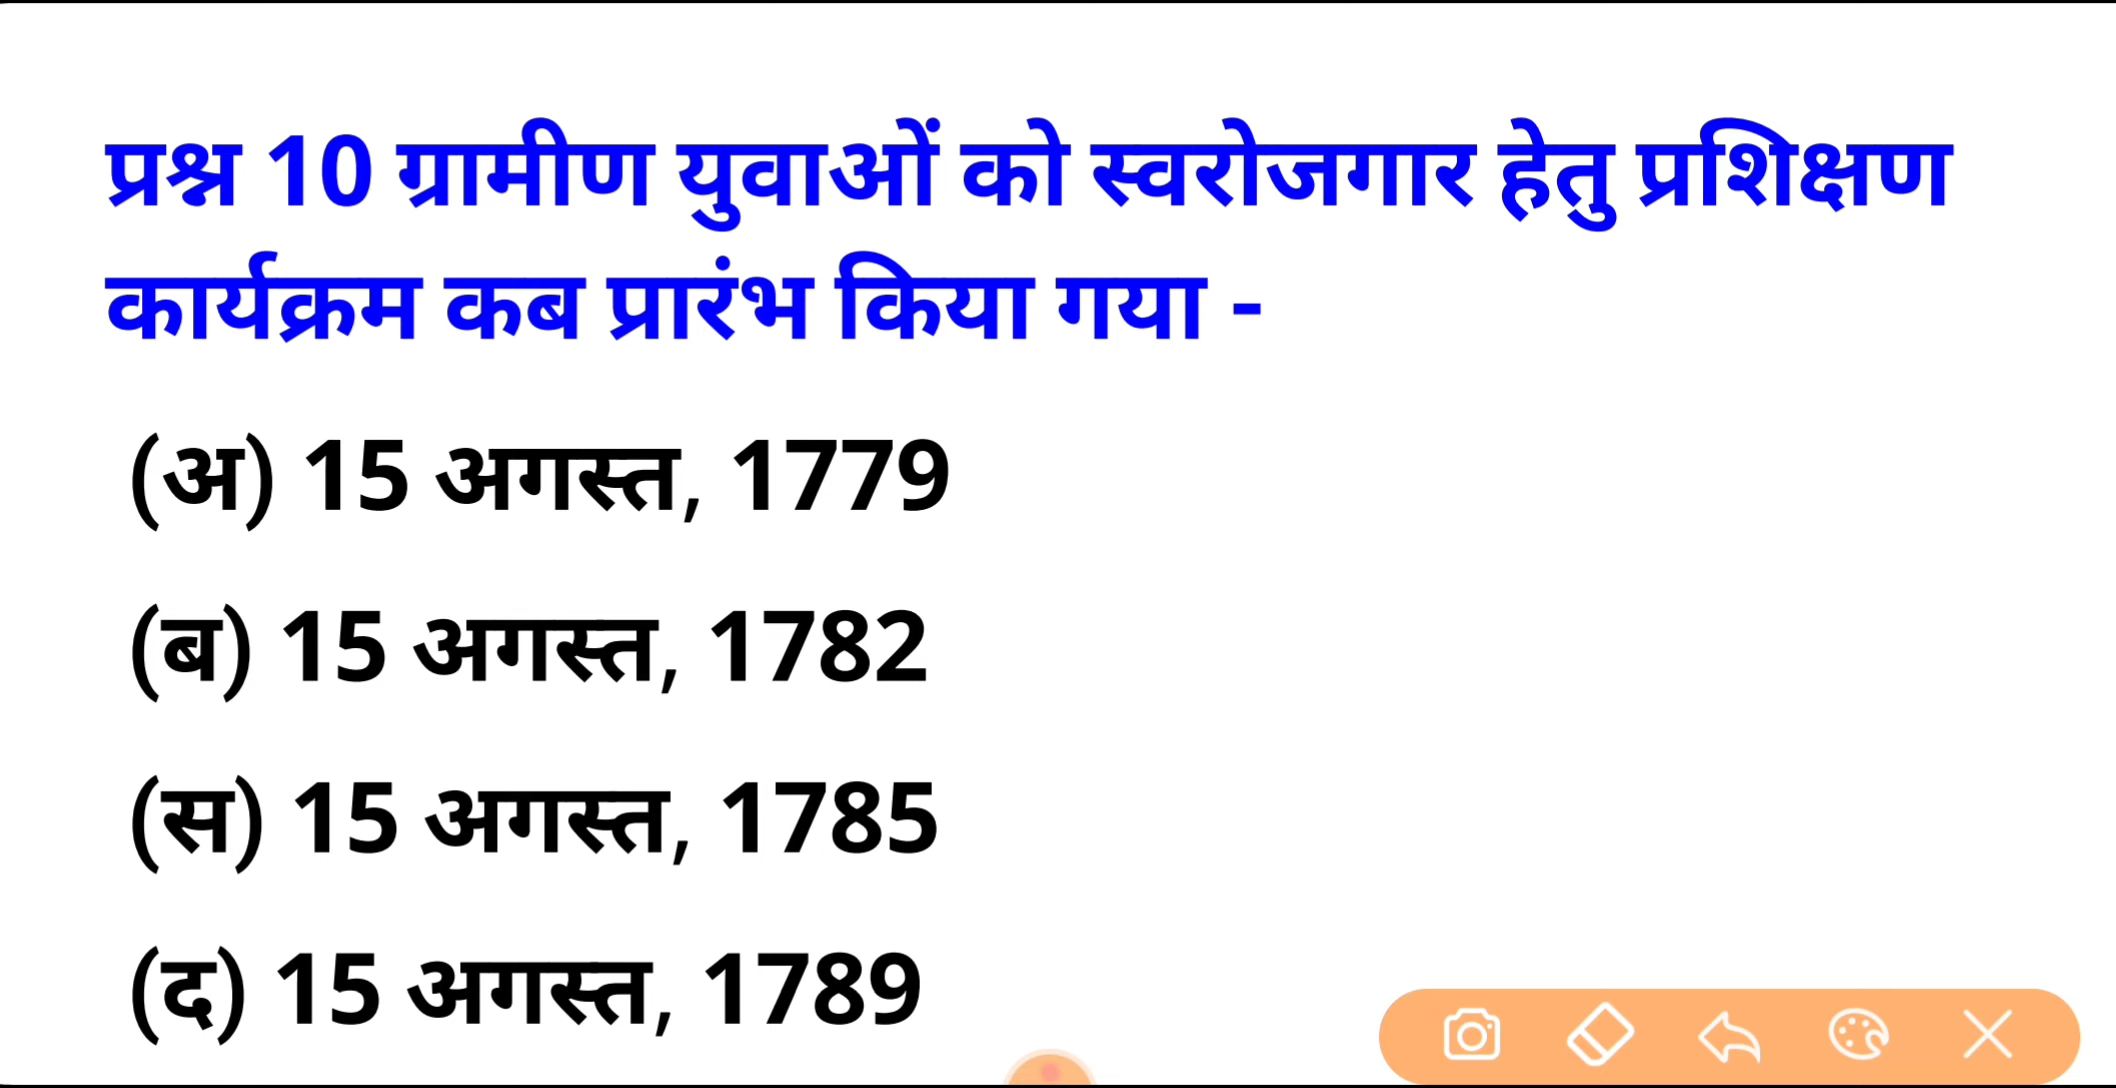 प्रश्न 10 ग्रामीण युवाओं को स्वरोजगार हेतु प्रशिक्षण
कार्यक्रम कब प्रारंभ किया गया -
(अ) 15 अगस्त, 1779
(ब) 15 अगस्त, 1782
(स) 15 अगस्त, 1785
(द) 15 अगस्त, 1789